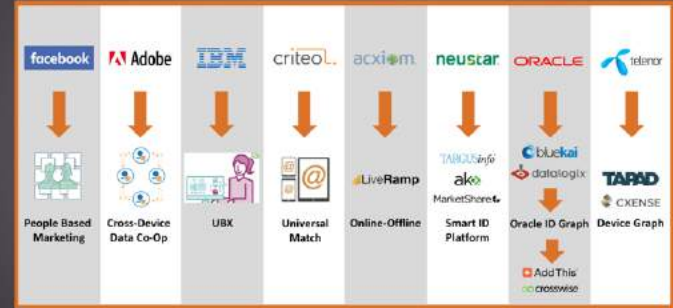 facebook
Adobe
IBM
criteo
acxiom
neustar
ORACLE
telenor
TARGUSinfo
bluekai
datalogix
LiveRamp
MarketShare
TAPAD
CXENSE
People Based
Marketing
Cross-Device
Data Co-Op
UBX
Universal
Match
Online-Offline
Smart ID
Platform
Oracle ID Graph
Device Graph
AddThis
crosswise